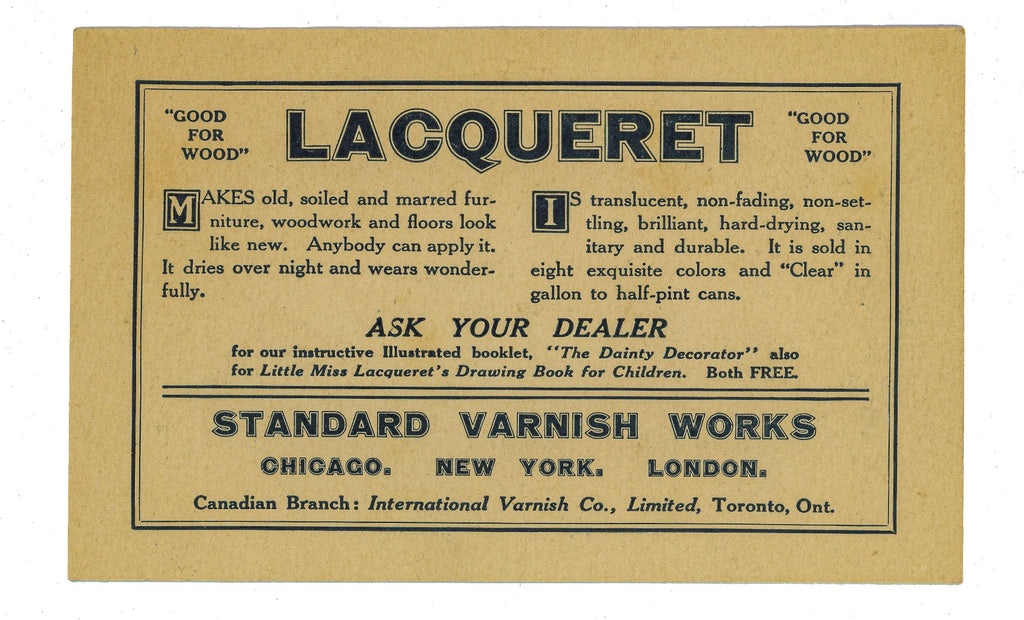 "GOOD
FOR
WOOD"
LACQUERET
"GOOD
FOR
WOOD"
MAKES old, soiled and marred fur-
niture, woodwork and floors look
like new. Anybody can apply it.
It dries over night and wears wonder-
fully.
IS translucent, non-fading, non-set-
tling, brilliant, hard-drying, san-
itary and durable. It is sold in
eight exquisite colors and "Clear" in
gallon to half-pint cans.
ASK YOUR DEALER
for our instructive Illustrated booklet, "The Dainty Decorator" also
for Little Miss Lacqueret's Drawing Book for Children. Both FREE.
STANDARD VARNISH WORKS
CHICAGO. NEW YORK. LONDON.
Canadian Branch: International Varnish Co., Limited, Toronto, Ont.